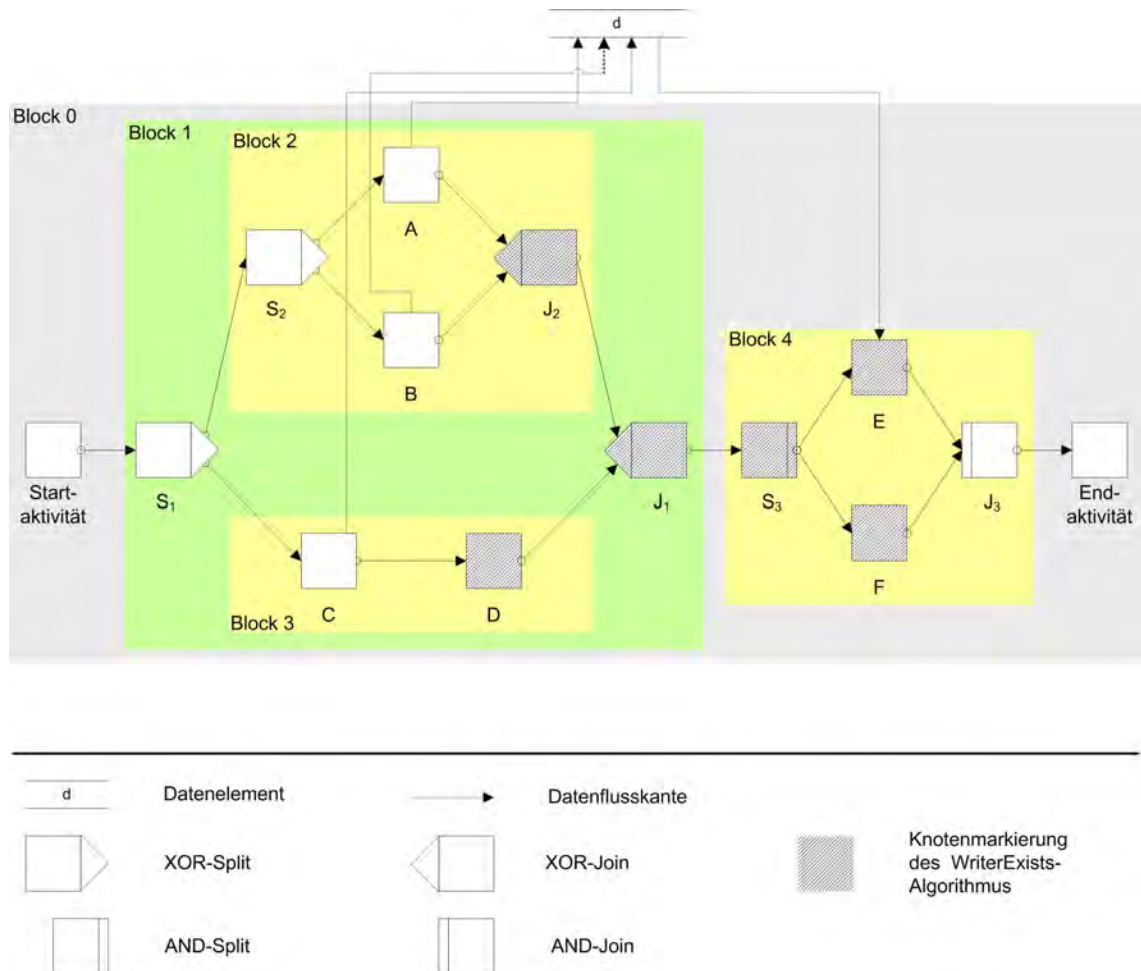 d
Block 0
Block 1
Block 2
A
S2
J2
B
Block 4
E
Start-
aktivität
S1
J1
S3
J3
End-
aktivität
F
C
D
Block 3
d
Datenelement
Datenflusskante
XOR-Split
XOR-Join
Knotenmarkierung
des WriterExists-
Algorithmus
AND-Split
AND-Join